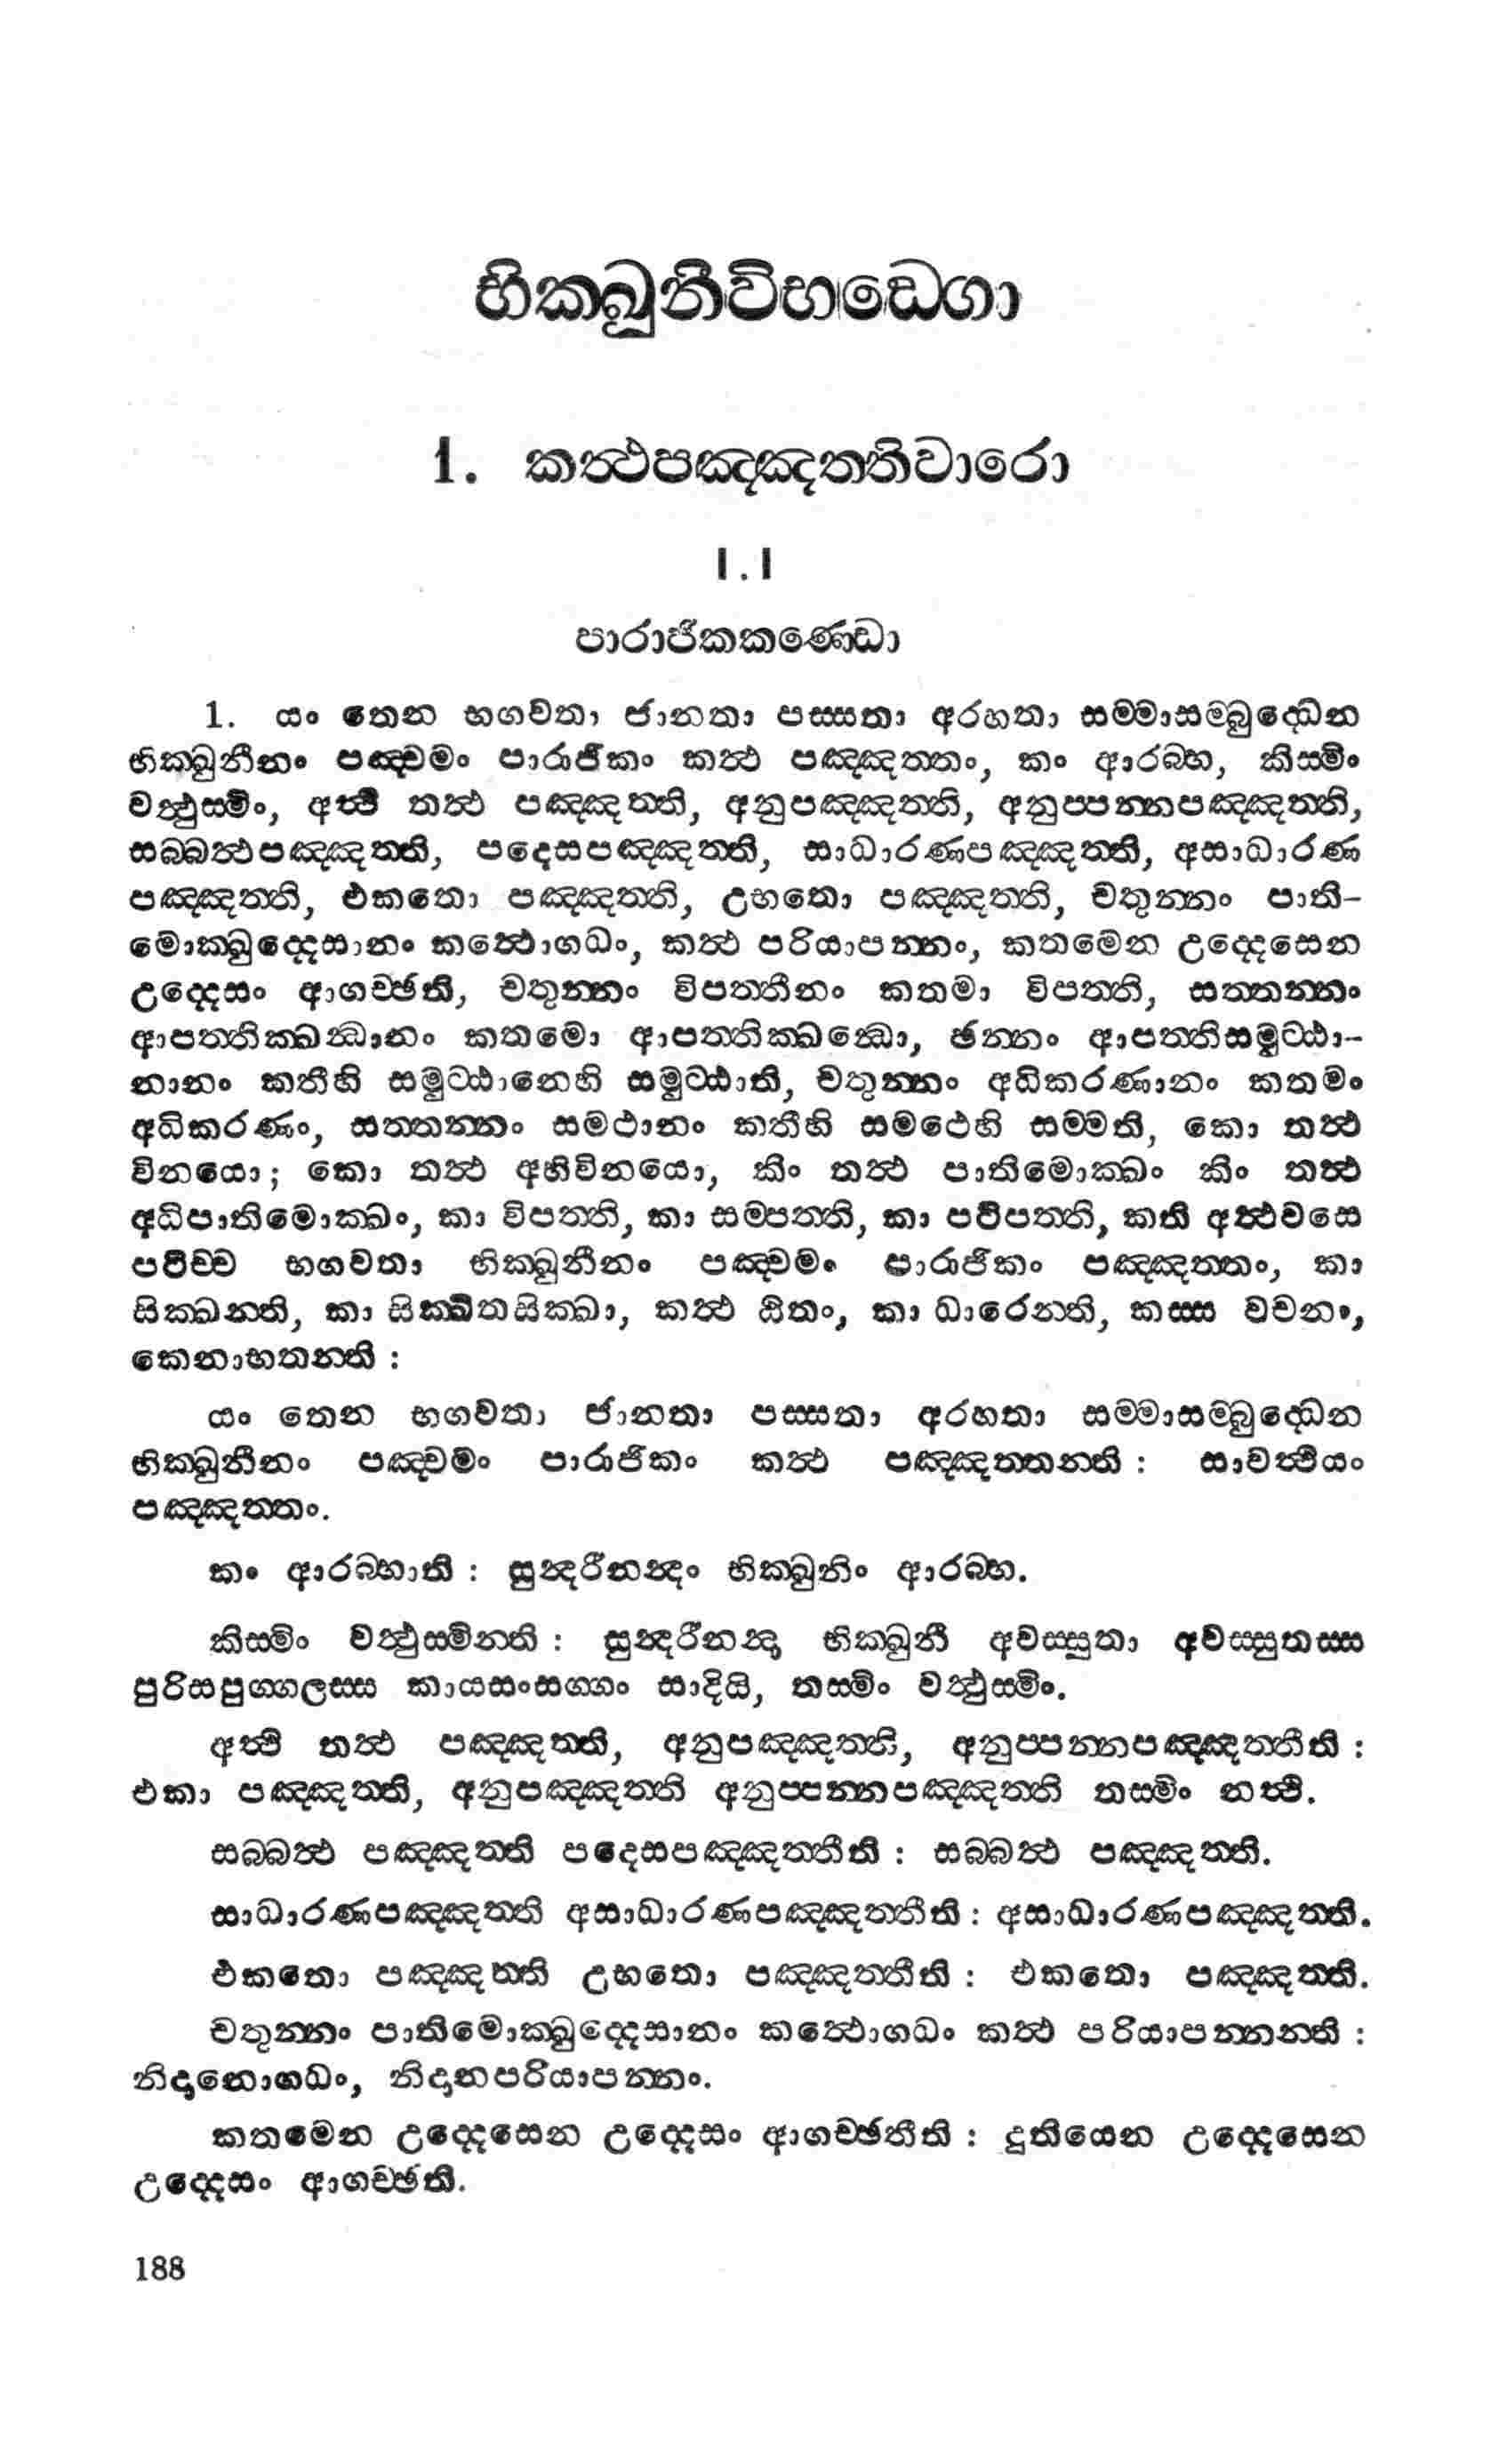 භික්ඛුනීවිභඞ්ගො
1. කත්ථපඤ්ඤත්තිවාරො
1.1
පාරාජිකකණ්ඩො
1. යං තෙන භගවතා ජානතා පස්සතා අරහතා සම්මාසම්බුද්ධෙන
භික්ඛුනීනං පඤ්චමං පාරාජිකං කත්ථ පඤ්ඤත්තං, කං ආරබ්භ, කිස්මිං
වත්ථුස්මිං, අත්ථි තත්ථ පඤ්ඤත්ති, අනුපඤ්ඤත්ති, අනුප්පන්නපඤ්ඤත්ති,
සබ්බත්ථපඤ්ඤත්ති, පදෙසපඤ්ඤත්ති, සාධාරණපඤ්ඤත්ති, අසාධාරණ
පඤ්ඤත්ති, එකතො පඤ්ඤත්ති, උභතො පඤ්ඤත්ති, චතුන්නං පාති-
මොක්ඛුද්දෙසානං කත්ථොගධං, කත්ථ පරියාපන්නං, කතමෙන උද්දෙසෙන
උද්දෙසං ආගච්ඡති, චතුන්නං විපත්තීනං කතමා විපත්ති, සත්තන්නං
ආපත්තික්ඛන්ධානං කතමො ආපත්තික්ඛන්ධො, ඡන්නං ආපත්තිසමුට්ඨා-
නානං කතීහි සමුට්ඨානෙහි සමුට්ඨාති, චතුන්නං අධිකරණානං කතමං
අධිකරණං, සත්තන්නං සමථානං කතීහි සමථෙහි සම්මති, කො තත්ථ
විනයො; කො තත්ථ අභිවිනයො, කිං තත්ථ පාතිමොක්ඛං කිං තත්ථ
අධිපාතිමොක්ඛං, කා විපත්ති, කා සම්පත්ති, කා පටිපත්ති, කති අත්ථවසෙ
පටිච්ච භගවතා භික්ඛුනීනං පඤ්චමං පාරාජිකං පඤ්ඤත්තං, කා
සික්ඛන්ති, කා සික්ඛිතසික්ඛා, කත්ථ ඨිතං, කා ධාරෙන්ති, කස්ස වචනං,
කෙනාභතන්ති :
යං තෙන භගවතා ජානතා පස්සතා අරහතා සම්මාසම්බුද්ධෙන
භික්ඛුනීනං පඤ්චමං පාරාජිකං කත්ථ පඤ්ඤත්තන්ති : සාවත්ථියං
පඤ්ඤත්තං.
කං ආරබ්භාති : සුන්දරීනන්දං භික්ඛුනිං ආරබ්භ.
කිස්මිං වත්ථුස්මින්ති : සුන්දරීනන්දා භික්ඛුනී අවස්සුතා අවස්සුතස්ස
පුරිසපුග්ගලස්ස කායසංසග්ගං සාදියි, තස්මිං වත්ථුස්මිං.
අත්ථි තත්ථ පඤ්ඤත්ති, අනුපඤ්ඤත්ති, අනුප්පන්නපඤ්ඤත්තීති :
එකා පඤ්ඤත්ති, අනුපඤ්ඤත්ති අනුප්පන්නපඤ්ඤත්ති තස්මිං නත්ථි.
සබ්බත්ථ පඤ්ඤත්ති පදෙසපඤ්ඤත්තීති : සබ්බත්ථ පඤ්ඤත්ති.
සාධාරණපඤ්ඤත්ති අසාධාරණපඤ්ඤත්තීති : අසාධාරණපඤ්ඤත්ති.
එකතො පඤ්ඤත්ති උභතො පඤ්ඤත්තීති : එකතො පඤ්ඤත්ති.
චතුන්නං පාතිමොක්ඛුද්දෙසානං කත්ථොගධං කත්ථ පරියාපන්නන්ති :
නිදානොගධං, නිදානපරියාපන්නං.
කතමෙන උද්දෙසෙන උද්දෙසං ආගච්ඡතීති : දුතියෙන උද්දෙසෙන
උද්දෙසං ආගච්ඡති.
188